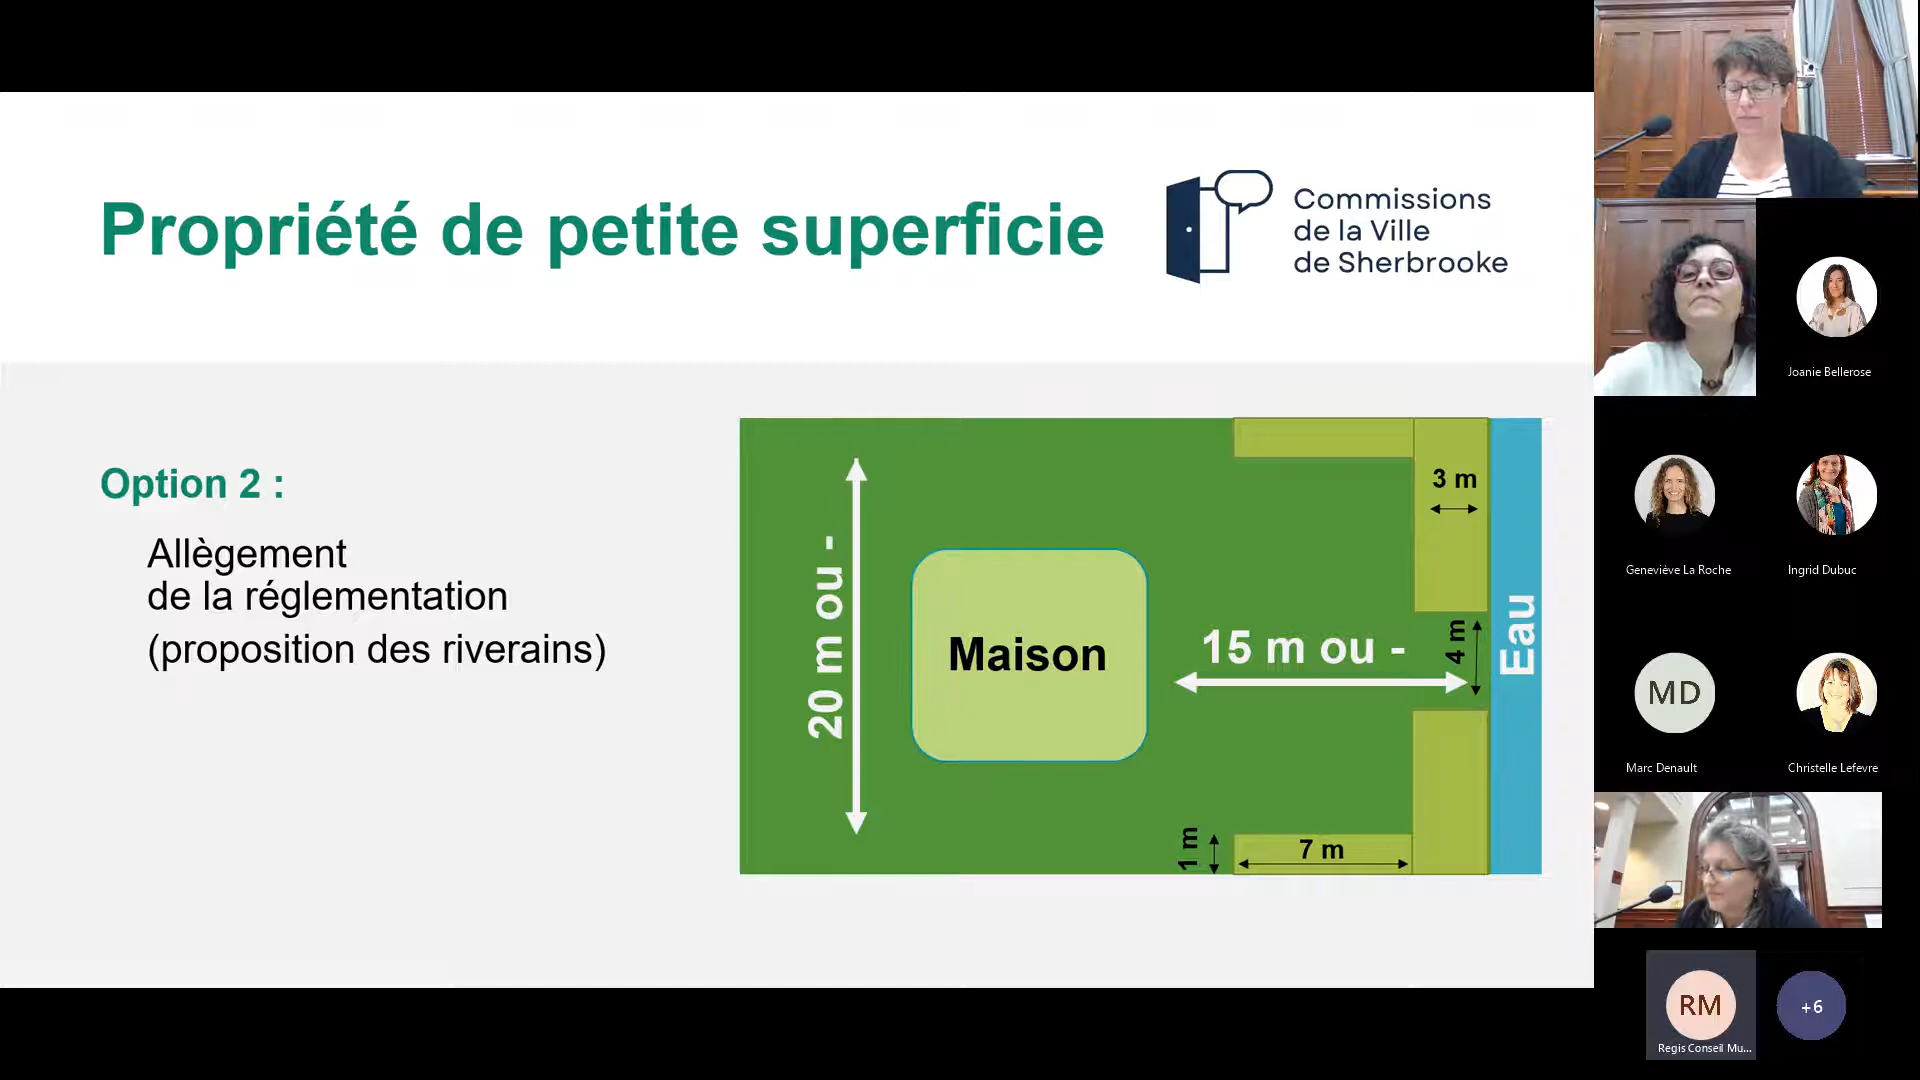 Propriété de petite superficie
Commissions
de la Ville
de Sherbrooke
Option 2 :
Allègement
de la réglementation
(proposition des riverains)
20 m ou -
Maison
15 m ou -
3 m
4 m
Eau
1 m
7 m
Joanie Bellerose
Geneviève La Roche
Ingrid Dubuc
MD
Marc Denault
Christelle Lefevre
RM
Regis Conseil Mu...
+6